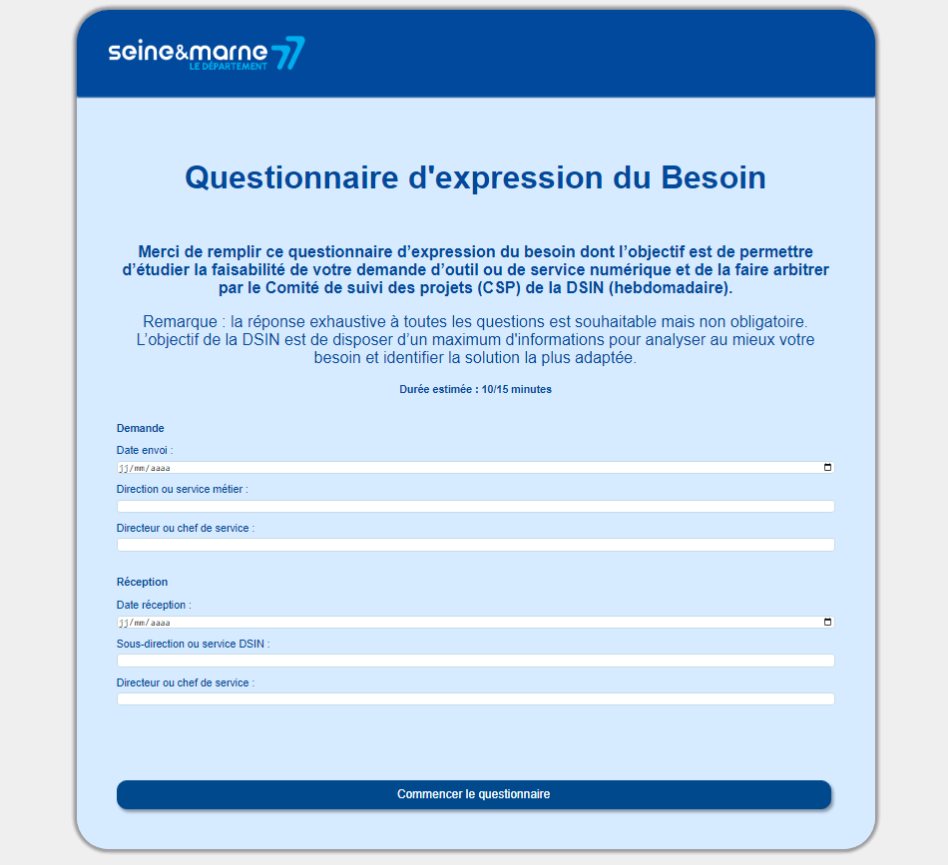 seine&marne 77
LE DÉPARTEMENT
Questionnaire d'expression du Besoin
Merci de remplir ce questionnaire d’expression du besoin dont l’objectif est de permettre
d’étudier la faisabilité de votre demande d’outil ou de service numérique et de la faire arbitrer
par le Comité de suivi des projets (CSP) de la DSIN (hebdomadaire).
Remarque : la réponse exhaustive à toutes les questions est souhaitable mais non obligatoire.
L’objectif de la DSIN est de disposer d’un maximum d'informations pour analyser au mieux votre
besoin et identifier la solution la plus adaptée.
Durée estimée : 10/15 minutes
Demande
Date envoi :
jj/mm/aaaa
Direction ou service métier :
Directeur ou chef de service :
Réception
Date réception :
jj/mm/aaaa
Sous-direction ou service DSIN :
Directeur ou chef de service :
Commencer le questionnaire